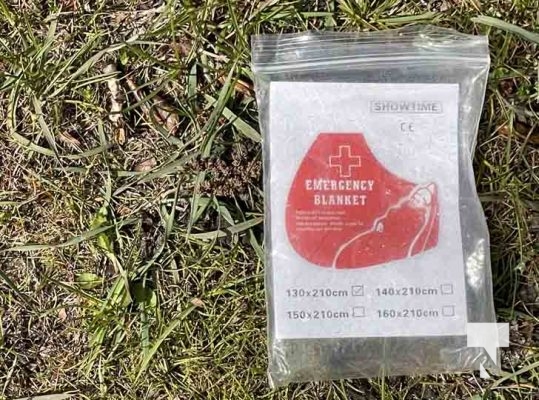 SHOWTIME
CE
EMERGENCY
BLANKET
130x210cm ☑ 140x210cm ☐
150x210cm ☐ 160x210cm ☐